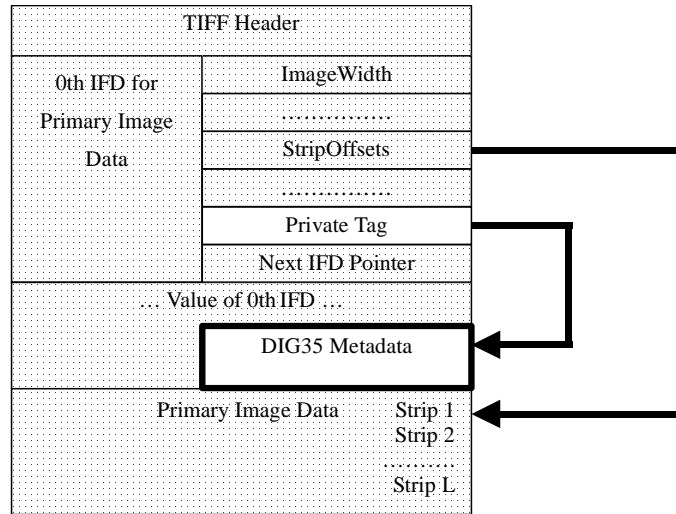 TIFF Header
0th IFD for
Primary Image
Data
ImageWidth
……………
StripOffsets
……………
Private Tag
Next IFD Pointer
… Value of 0th IFD …
DIG35 Metadata
Primary Image Data Strip 1
Strip 2
……….
Strip L